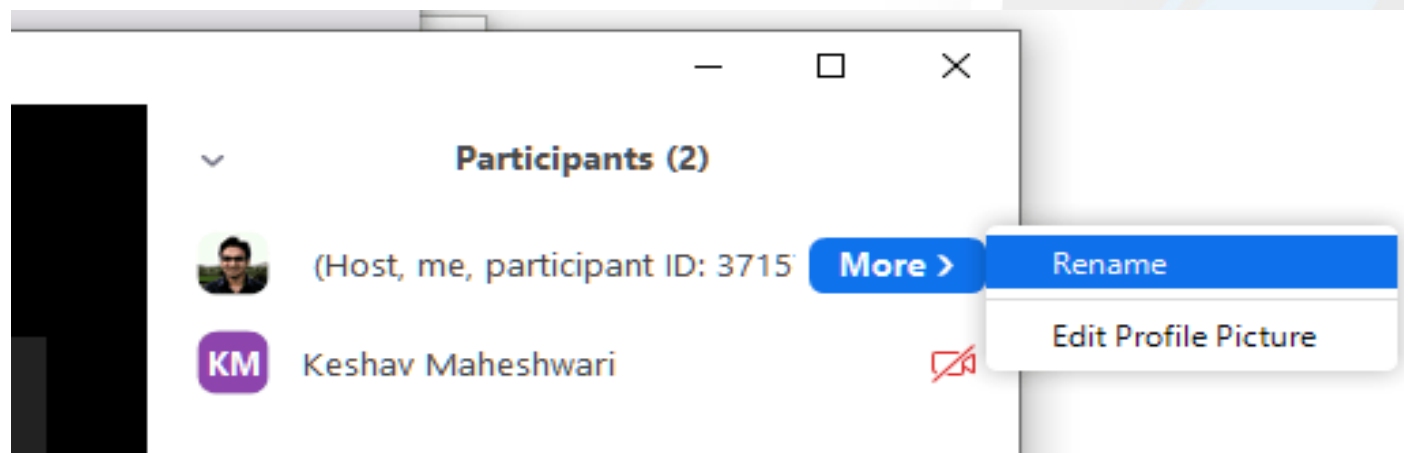 Participants (2)
(Host, me, participant ID: 3715
More >
Rename
Edit Profile Picture
KM
Keshav Maheshwari